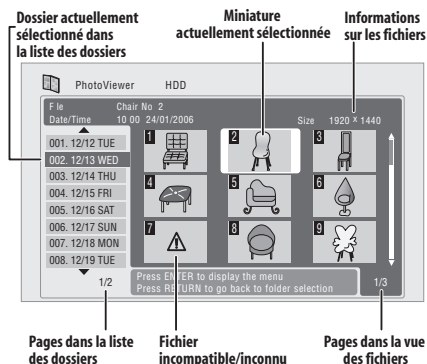 Dossier actuellement
sélectionné dans
la liste des dossiers
Miniature
actuellement sélectionnée
Informations
sur les fichiers
PhotoViewer HDD
F le Chair No 2
Date/Time 10 00 24/01/2006 Size 1920 x 1440
001. 12/12 TUE
002. 12/13 WED
003. 12/14 THU
004. 12/15 FRI
005. 12/16 SAT
006. 12/17 SUN
007. 12/18 MON
008. 12/19 TUE
1/2
1
2
3
4
5
6
7
8
9
Press ENTER to display the menu
Press RETURN to go back to folder selection
1/3
Pages dans la liste
des dossiers
Fichier
incompatible/inconnu
Pages dans la vue
des fichiers